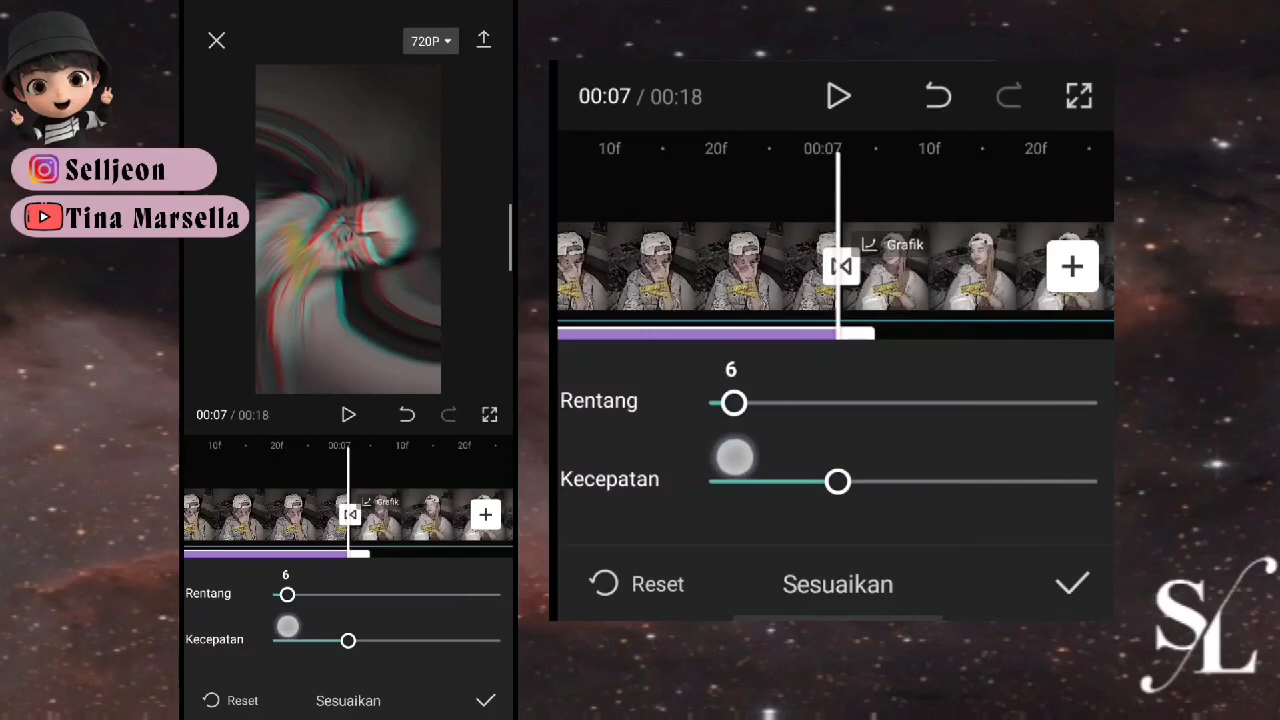 Selljeon
Tina Marsella
720P
00:07 / 00:18
10f
20f
00:07
10f
20f
Grafik
6
Rentang
Kecepatan
Reset
Sesuaikan
00:07 / 00:18
10f
20f
00:07
10f
20f
Grafik
6
Rentang
Kecepatan
Reset
Sesuaikan
SL